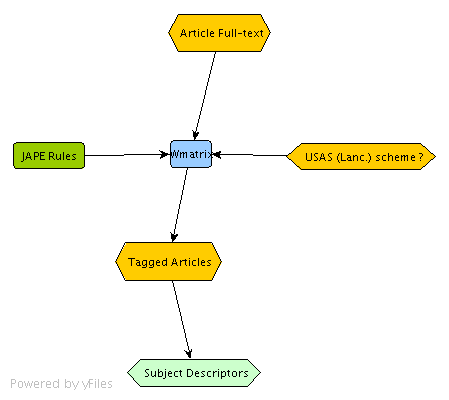 Article Full-text
JAPE Rules
Wmatrix
USAS (Lanc.) scheme ?
Tagged Articles
Subject Descriptors
Powered by yFiles